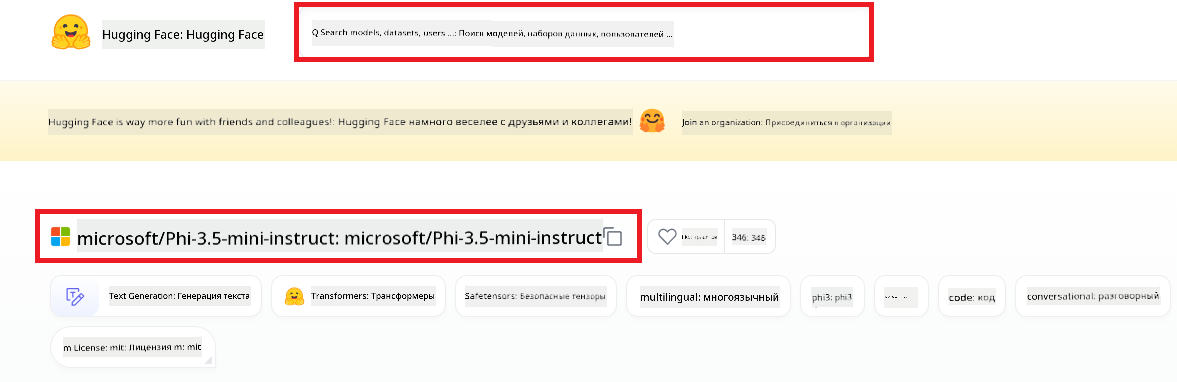 Hugging Face: Hugging Face
Q Search models, datasets, users ...: Поиск моделей, наборов данных, пользователей ...
Hugging Face is way more fun with friends and colleagues!: Hugging Face намного веселее с друзьями и коллегами!
Join an organization: Присоединиться к организации
microsoft/Phi-3.5-mini-instruct: microsoft/Phi-3.5-mini-instruct
346: 346
Text Generation: Генерация текста
Transformers: Трансформеры
Safetensors: Безопасные тензоры
multilingual: многоязычный
phi3: phi3
code: код
conversational: разговорный
m License: mit: Лицензия m: mit